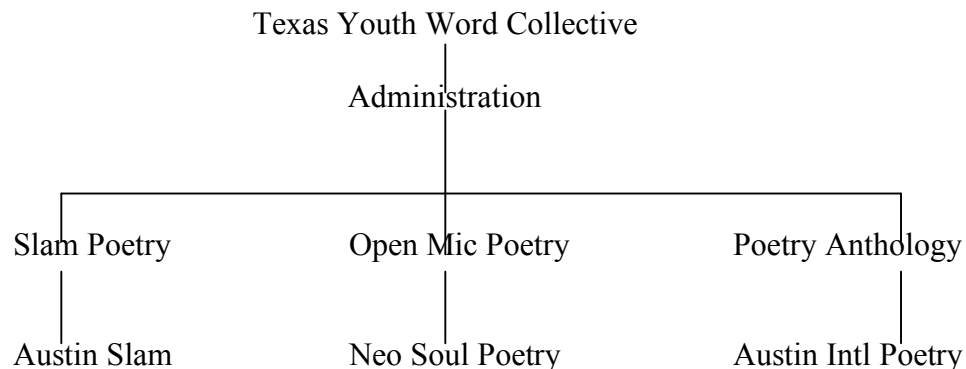 Texas Youth Word Collective
Administration
Slam Poetry
Open Mic Poetry
Poetry Anthology
Austin Slam
Neo Soul Poetry
Austin Intl Poetry